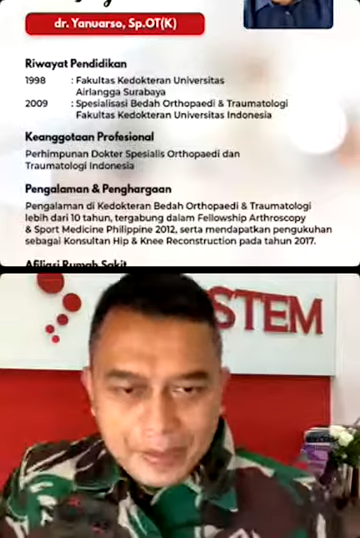 dr. Yanuarso, Sp.OT(K)
Riwayat Pendidikan
1998 : Fakultas Kedokteran Universitas
Airlangga Surabaya
2009 : Spesialisasi Bedah Orthopaedi & Traumatologi
Fakultas Kedokteran Universitas Indonesia
Keanggotaan Profesional
Perhimpunan Dokter Spesialis Orthopaedi dan
Traumatologi Indonesia
Pengalaman & Penghargaan
Pengalaman di Kedokteran Bedah Orthopaedi & Traumatologi
lebih dari 10 tahun, tergabung dalam Fellowship Arthroscopy
& Sport Medicine Philippine 2012, serta mendapatkan pengukuhan
sebagai Konsultan Hip & Knee Reconstruction pada tahun 2017.
Afiliasi Rumah Sakit
STEM